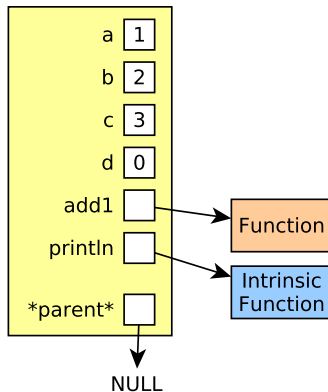 a 1
b 2
c 3
d 0
add1
Function
println
Intrinsic
Function
*parent*
NULL